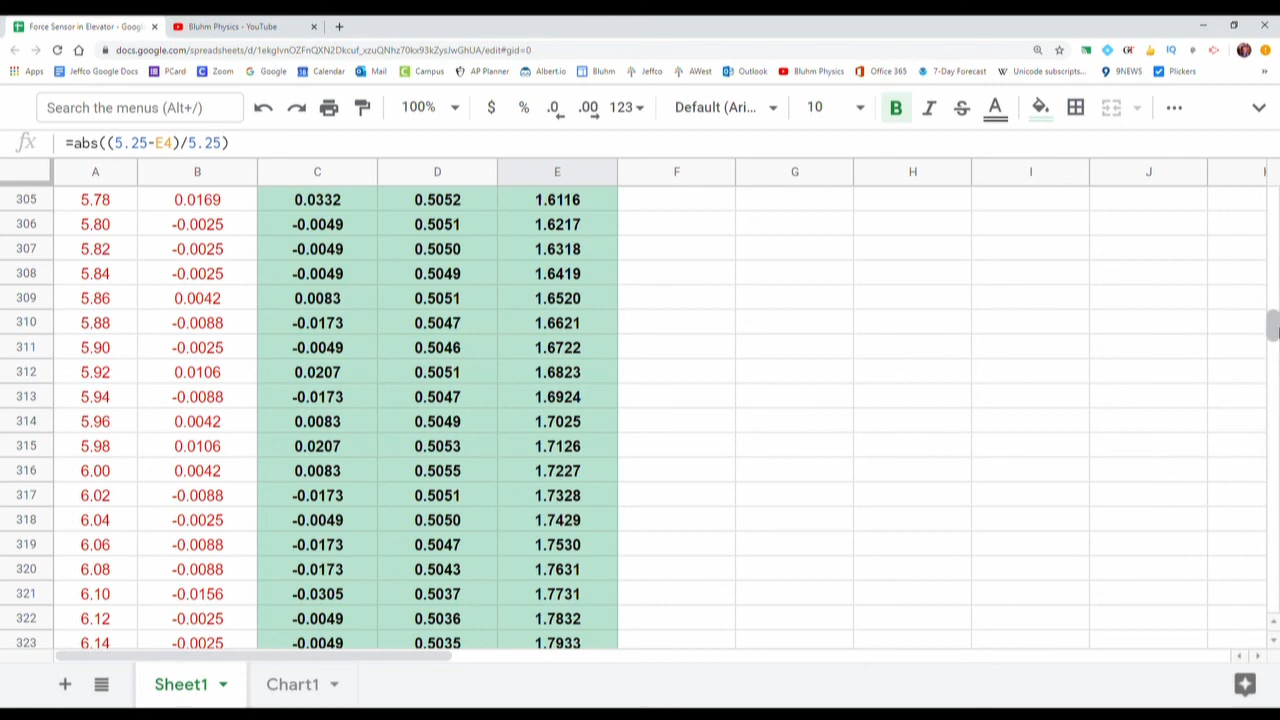 Force Sensor in Elevator - Googl
Bluhm Physics - YouTube
docs.google.com/spreadsheets/d/1ekgIvnOZFnQXN2Dkcuf_xzuQNhz70kx93kZysJwGhUA/edit#gid=0
Apps Jeffco Google Docs PCard Zoom Google Calendar Mail Campus AP Planner Albert.io Bluhm Jeffco AWest Outlook Bluhm Physics Office 365 7-Day Forecast Unicode subscripts... 9NEWS Plickers »
Search the menus (Alt+/) 100% $ % .0 .00 123 Default (Ari... 10 B I S A
fx =abs((5.25-E4)/5.25)
A B C D E F G H I J
305 5.78 0.0169 0.0332 0.5052 1.6116
306 5.80 -0.0025 -0.0049 0.5051 1.6217
307 5.82 -0.0025 -0.0049 0.5050 1.6318
308 5.84 -0.0025 -0.0049 0.5049 1.6419
309 5.86 0.0042 0.0083 0.5051 1.6520
310 5.88 -0.0088 -0.0173 0.5047 1.6621
311 5.90 -0.0025 -0.0049 0.5046 1.6722
312 5.92 0.0106 0.0207 0.5051 1.6823
313 5.94 -0.0088 -0.0173 0.5047 1.6924
314 5.96 0.0042 0.0083 0.5049 1.7025
315 5.98 0.0106 0.0207 0.5053 1.7126
316 6.00 0.0042 0.0083 0.5055 1.7227
317 6.02 -0.0088 -0.0173 0.5051 1.7328
318 6.04 -0.0025 -0.0049 0.5050 1.7429
319 6.06 -0.0088 -0.0173 0.5047 1.7530
320 6.08 -0.0088 -0.0173 0.5043 1.7631
321 6.10 -0.0156 -0.0305 0.5037 1.7731
322 6.12 -0.0025 -0.0049 0.5036 1.7832
323 6.14 -0.0025 -0.0049 0.5035 1.7933
Sheet1 Chart1